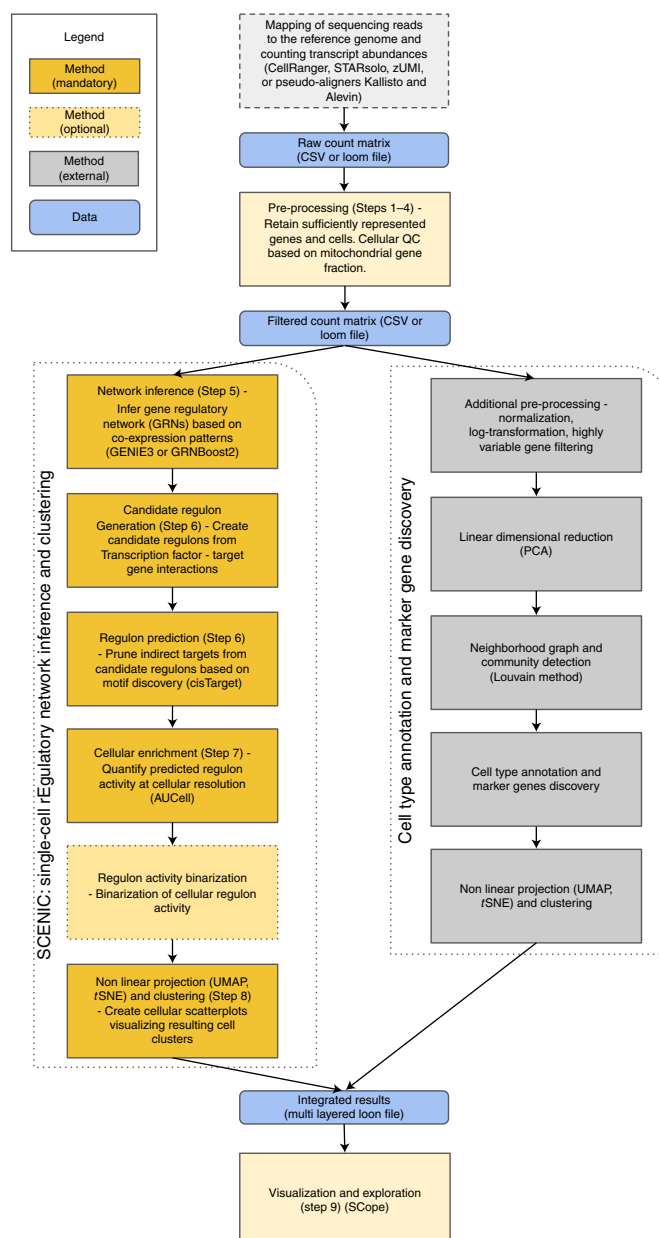 Legend
Method
(mandatory)
Method
(optional)
Method
(external)
Data
Mapping of sequencing reads
to the reference genome and
counting transcript abundances
(CellRanger, STARsolo, zUMI,
or pseudo-aligners Kallisto and
Alevin)
Raw count matrix
(CSV or loom file)
Pre-processing (Steps 1–4) -
Retain sufficiently represented
genes and cells. Cellular QC
based on mitochondrial gene
fraction.
Filtered count matrix (CSV or
loom file)
SCENIC: single-cell rEgulatory network inference and clustering
Network inference (Step 5) -
Infer gene regulatory
network (GRNs) based on
co-expression patterns
(GENIE3 or GRNBoost2)
Candidate regulon
Generation (Step 6) - Create
candidate regulons from
Transcription factor - target
gene interactions
Regulon prediction (Step 6)
- Prune indirect targets from
candidate regulons based on
motif discovery (cisTarget)
Cellular enrichment (Step 7) -
Quantify predicted regulon
activity at cellular resolution
(AUCell)
Regulon activity binarization
- Binarization of cellular regulon
activity
Non linear projection (UMAP,
tSNE) and clustering (Step 8)
- Create cellular scatterplots
visualizing resulting cell
clusters
Cell type annotation and marker gene discovery
Additional pre-processing -
normalization,
log-transformation, highly
variable gene filtering
Linear dimensional reduction
(PCA)
Neighborhood graph and
community detection
(Louvain method)
Cell type annotation and
marker genes discovery
Non linear projection (UMAP,
tSNE) and clustering
Integrated results
(multi layered loon file)
Visualization and exploration
(step 9) (SCope)